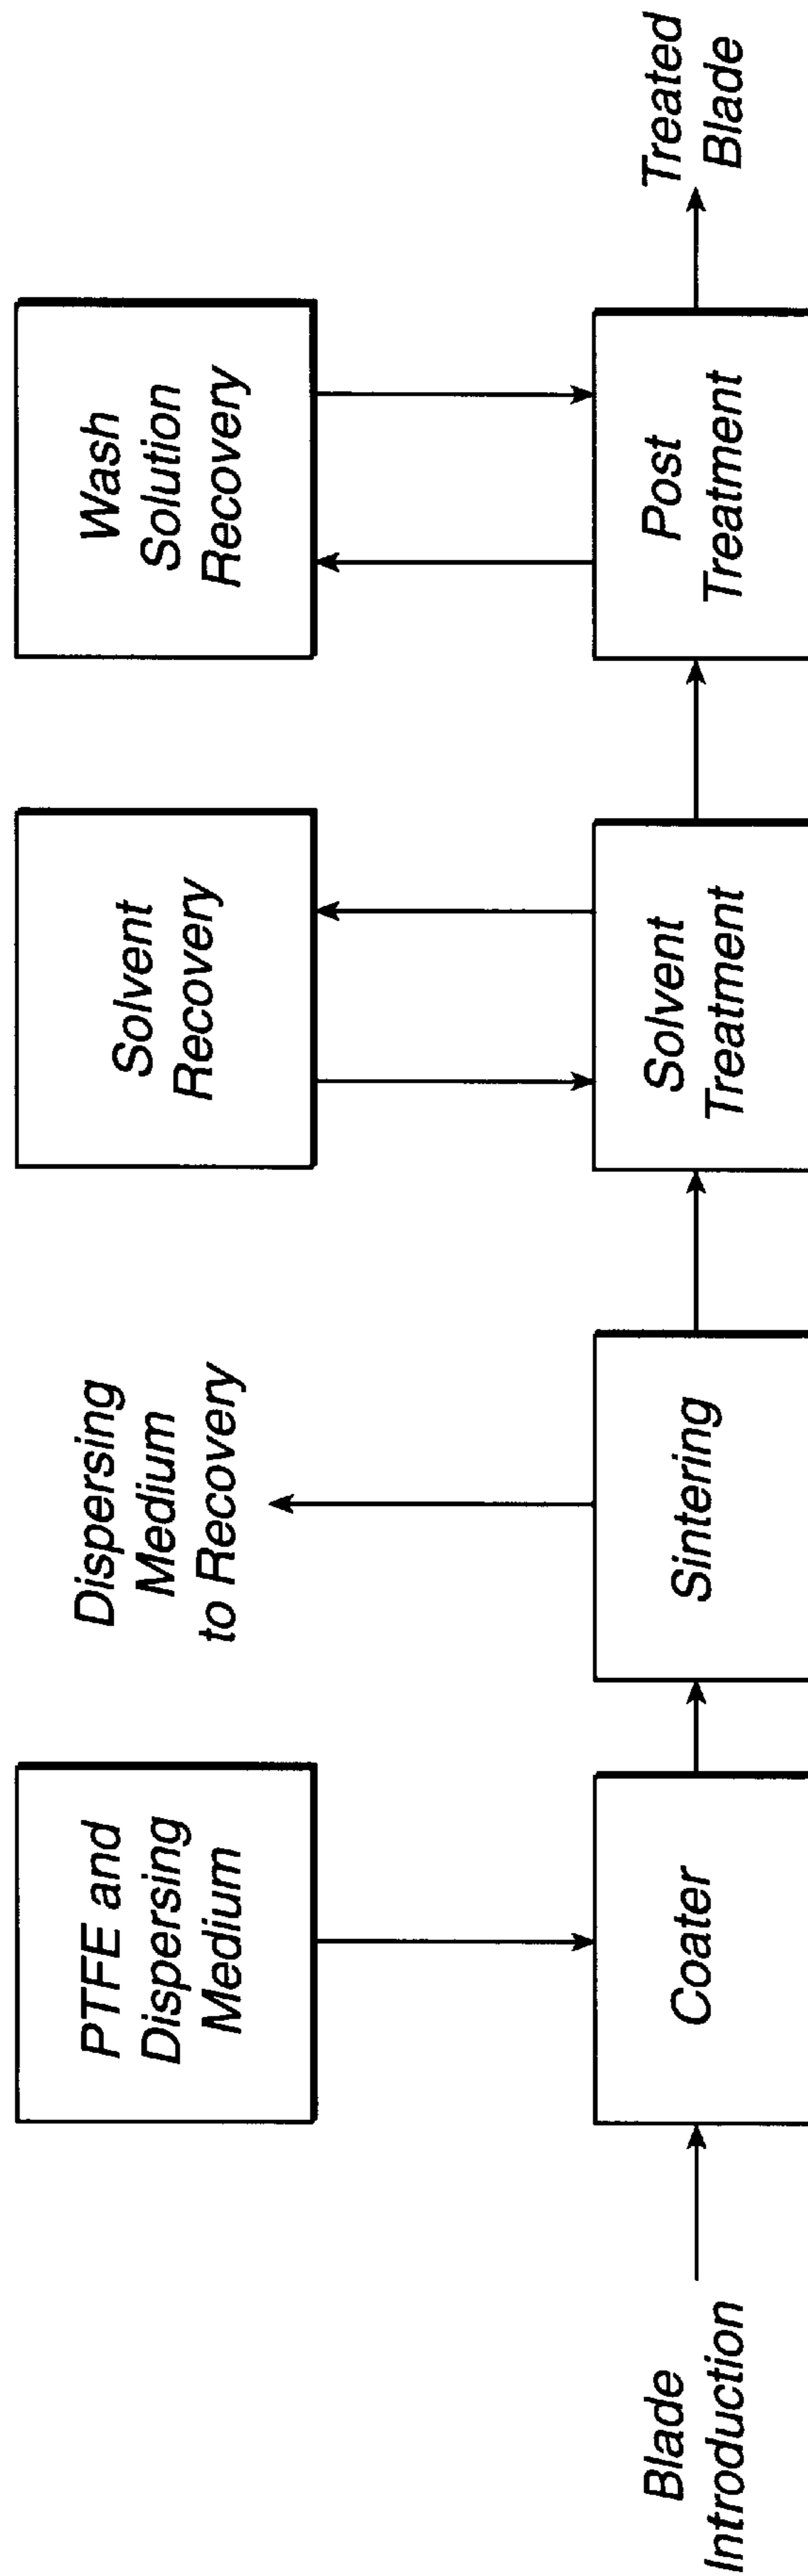 PTFE and
Dispersing
Medium
Dispersing
Medium
to Recovery
Solvent
Recovery
Wash
Solution
Recovery
Blade
Introduction
Coater
Sintering
Solvent
Treatment
Post
Treatment
Treated
Blade